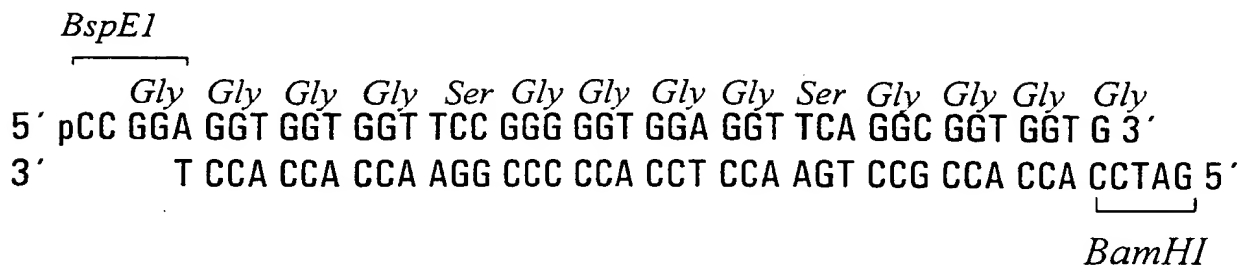 BspE1
Gly Gly Gly Gly Ser Gly Gly Gly Gly Ser Gly Gly Gly Gly
5´ pCC GGA GGT GGT GGT TCC GGG GGT GGA GGT TCA GGC GGT GGT G 3´
3´ T CCA CCA CCA AGG CCC CCA CCT CCA AGT CCG CCA CCA CCTAG 5´
BamHI